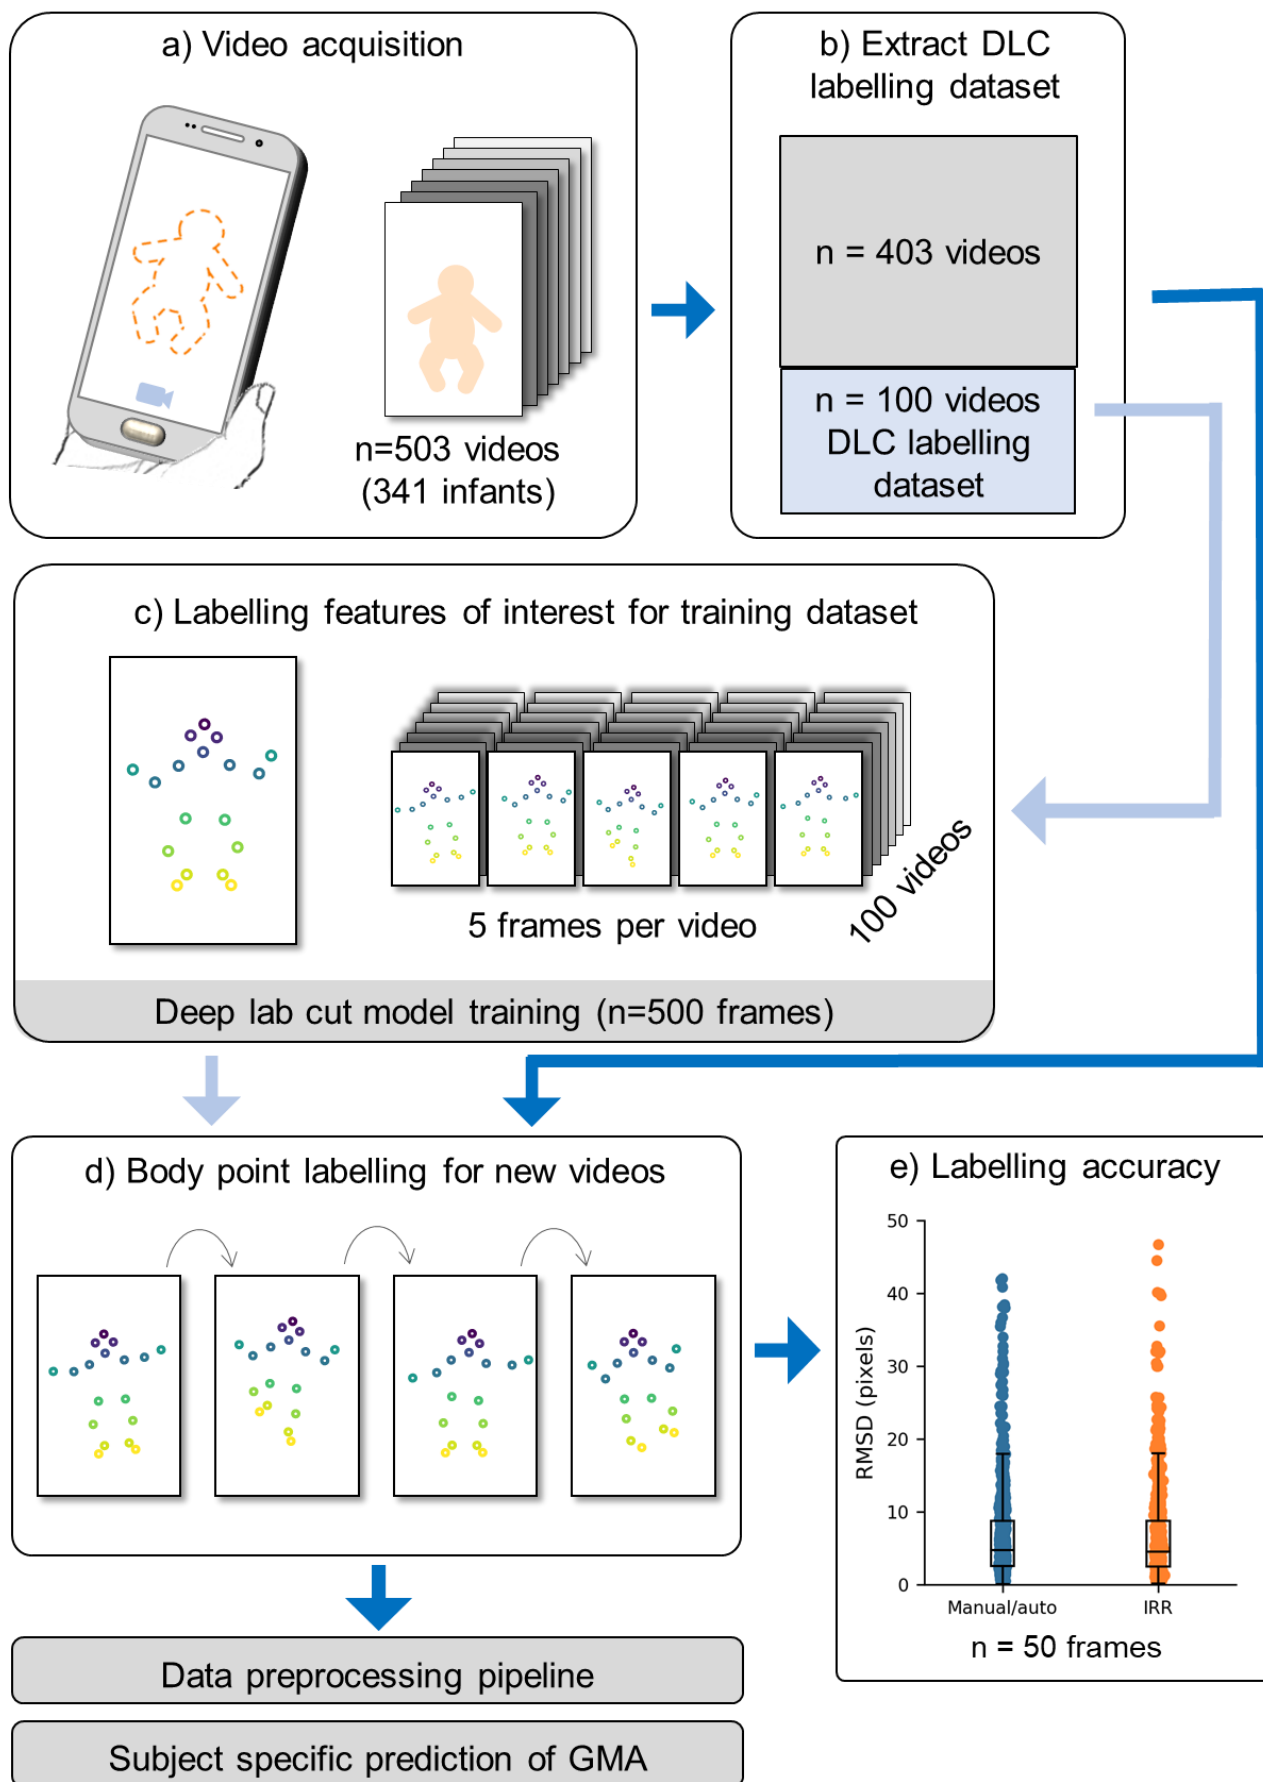 a) Video acquisition
n=503 videos
(341 infants)
b) Extract DLC
labelling dataset
n = 403 videos
n = 100 videos
DLC labelling
dataset
c) Labelling features of interest for training dataset
5 frames per video
100 videos
Deep lab cut model training (n=500 frames)
d) Body point labelling for new videos
e) Labelling accuracy
50
40
30
20
10
0
RMSD (pixels)
Manual/auto
IRR
n = 50 frames
Data preprocessing pipeline
Subject specific prediction of GMA